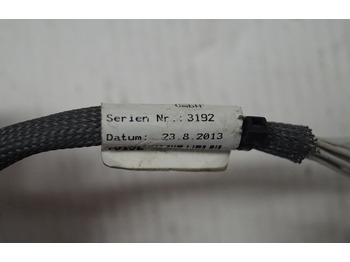 GmbH
Serien Nr.: 3192
Datum: 23.8.2013